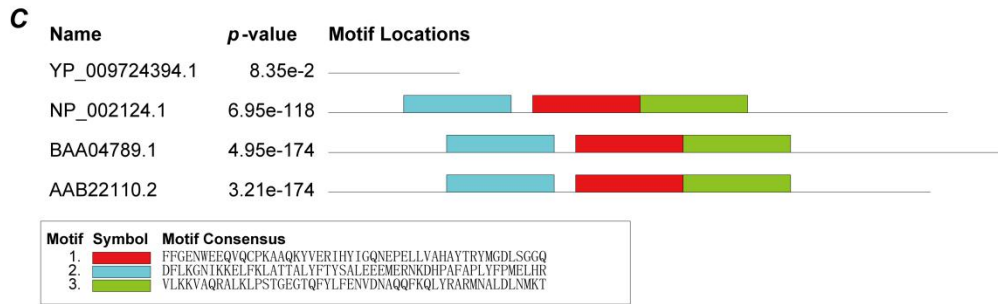 C
Name p-value Motif Locations
YP_009724394.1 8.35e-2
NP_002124.1 6.95e-118
BAA04789.1 4.95e-174
AAB22110.2 3.21e-174
Motif Symbol Motif Consensus
1. FFGENWEEQVQCPKAAQKYVERIHYIGQNEPELLVAHAYTRYMGDLSGGQ
2. DFLKGNIKKELFKLATTALYFTYSALEEEMERNKDHPAFAPLYFPMELHR
3. VLKKVAQRALKLPSTGEGTQFYLFENVDNAQQFKQLYRARMNALDLNMKT